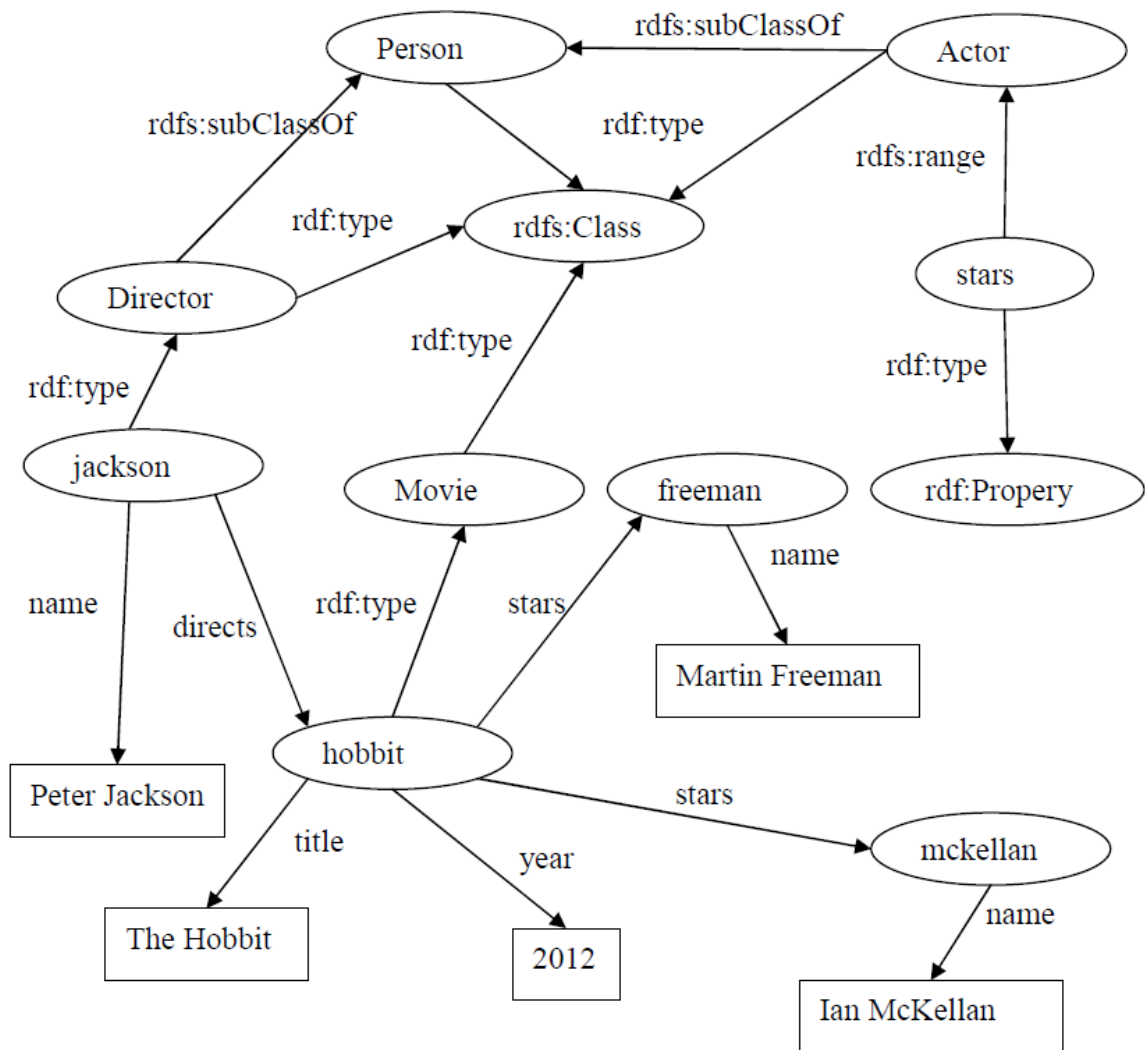 rdfs:subClassOf
Person
Actor
rdfs:subClassOf
rdf:type
rdfs:range
rdf:type
rdfs:Class
stars
Director
rdf:type
rdf:type
rdf:type
jackson
Movie
freeman
rdf:Propery
name
name
rdf:type
stars
directs
Martin Freeman
hobbit
Peter Jackson
stars
title
year
mckellan
name
The Hobbit
2012
Ian McKellan